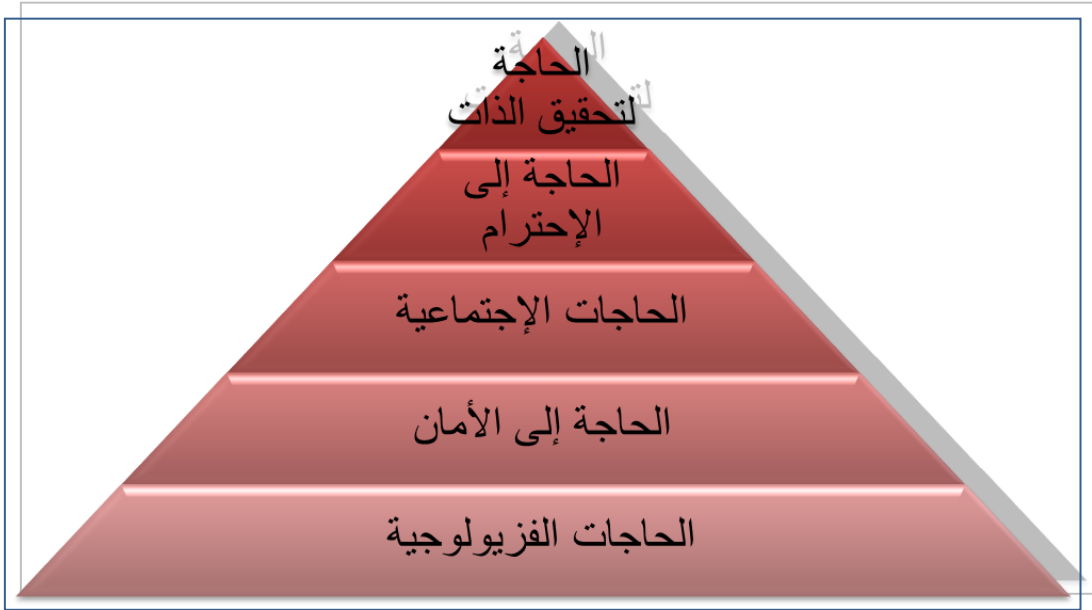 الحاجة
لتحقيق الذات
الحاجة إلى
الإحترام
الحاجات الإجتماعية
الحاجة إلى الأمان
الحاجات الفزيولوجية